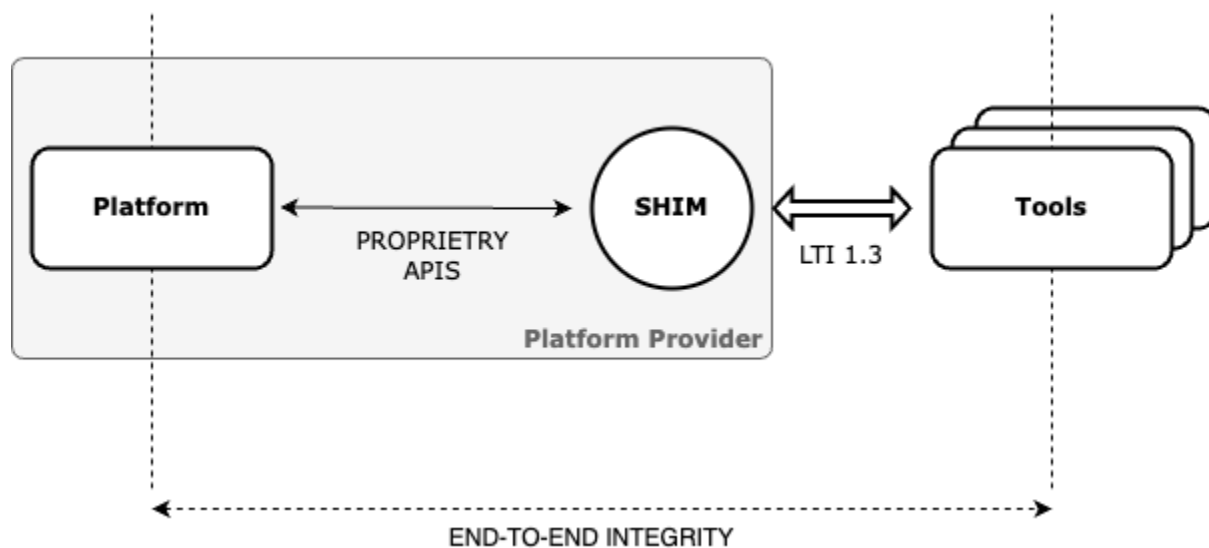 Platform
PROPRIETRY
APIS
SHIM
LTI 1.3
Tools
Platform Provider
END-TO-END INTEGRITY